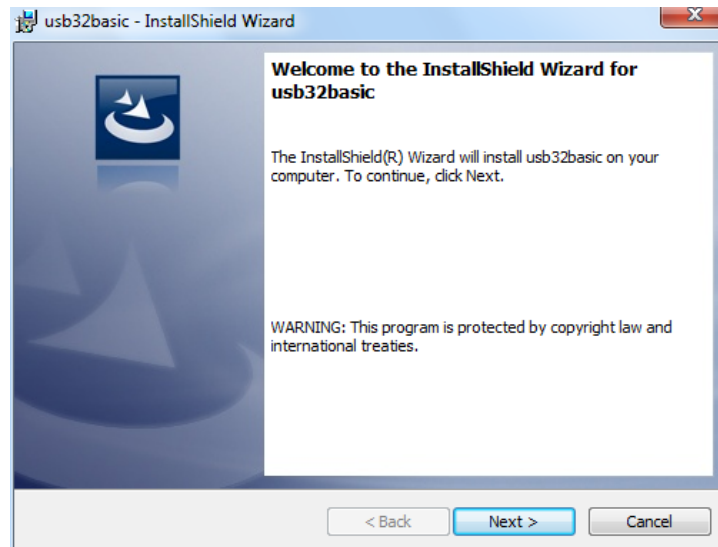 usb32basic - InstallShield Wizard
Welcome to the InstallShield Wizard for
usb32basic
The InstallShield(R) Wizard will install usb32basic on your
computer. To continue, click Next.
WARNING: This program is protected by copyright law and
international treaties.
< Back Next > Cancel